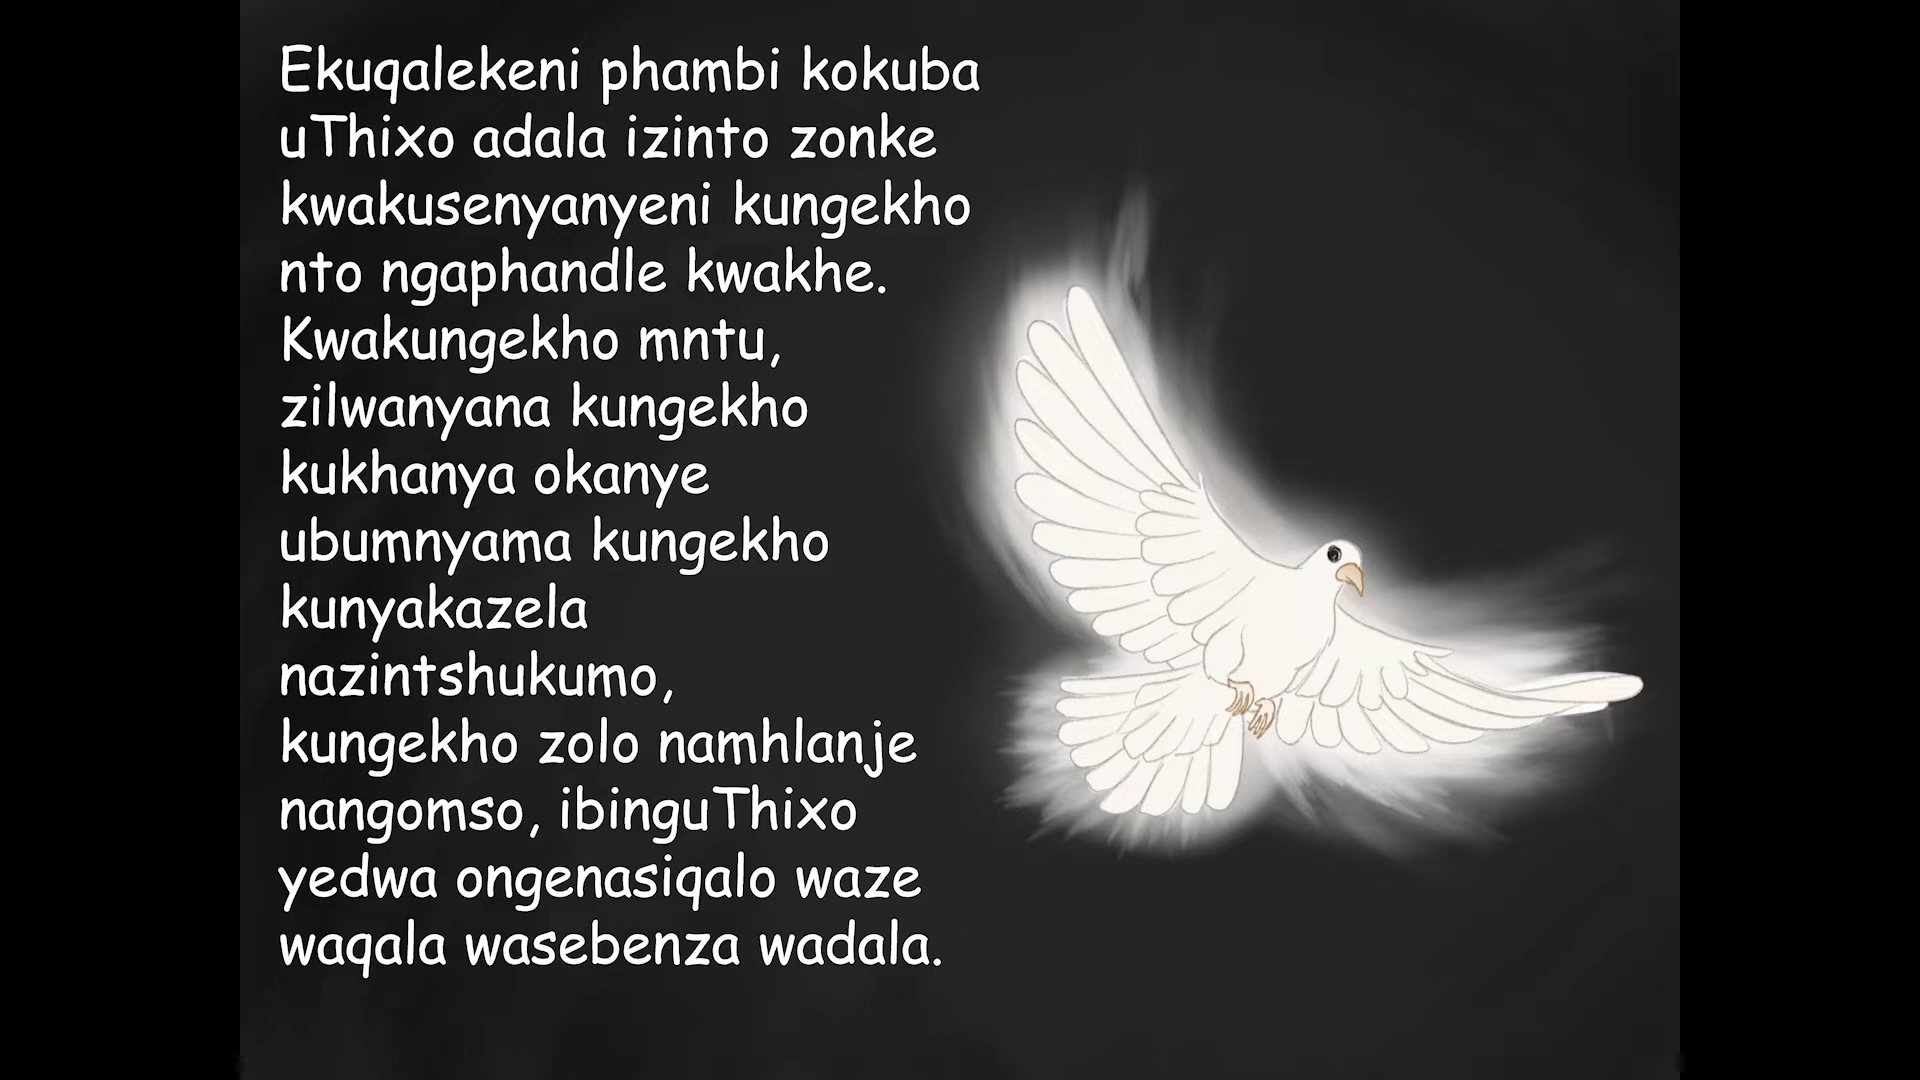 Ekuqalekeni phambi kokuba
uThixo adala izinto zonke
kwakusenyanyeni kungekho
nto ngaphandle kwakhe.
Kwakungekho mntu,
zilwanyana kungekho
kukhanya okanye
ubumnyama kungekho
kunyakazela
nazintshukumo,
kungekho zolo namhlanje
nangomso, ibinguThixo
yedwa ongenasiqalo waze
waqala wasebenza wadala.